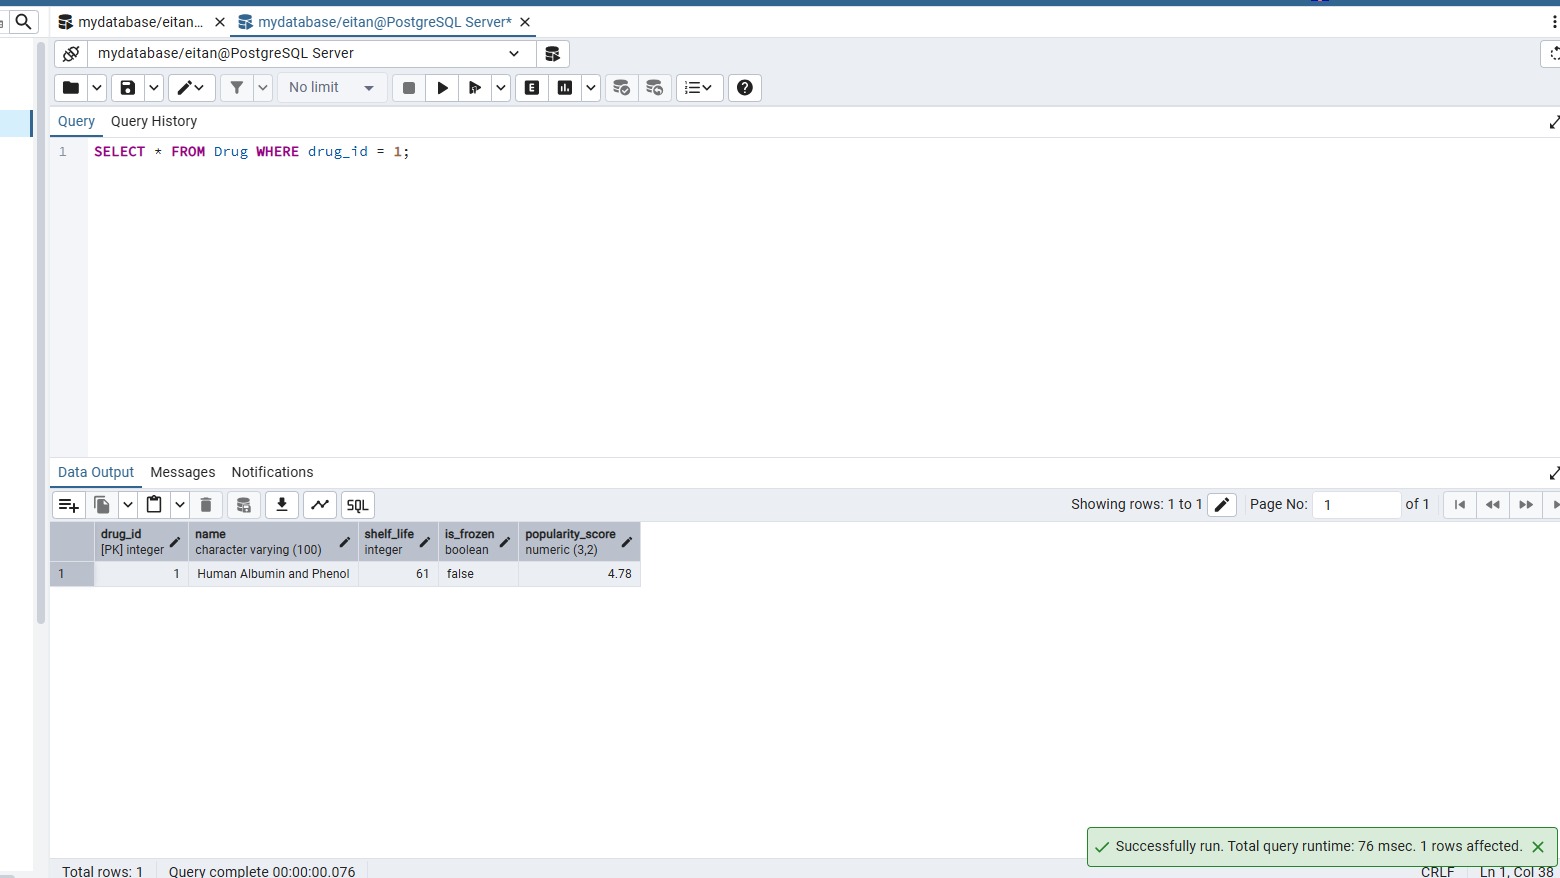 mydatabase/eitan...
mydatabase/eitan@PostgreSQL Server*
mydatabase/eitan@PostgreSQL Server
No limit
E
Query Query History
1 SELECT * FROM Drug WHERE drug_id = 1;
Data Output Messages Notifications
SQL Showing rows: 1 to 1 Page No: 1 of 1
drug_id name shelf_life is_frozen popularity_score
[PK] integer character varying (100) integer boolean numeric (3,2)
1 1 Human Albumin and Phenol 61 false 4.78
Successfully run. Total query runtime: 76 msec. 1 rows affected.
Total rows: 1 Query complete 00:00:00.076 CRLF Ln 1, Col 38